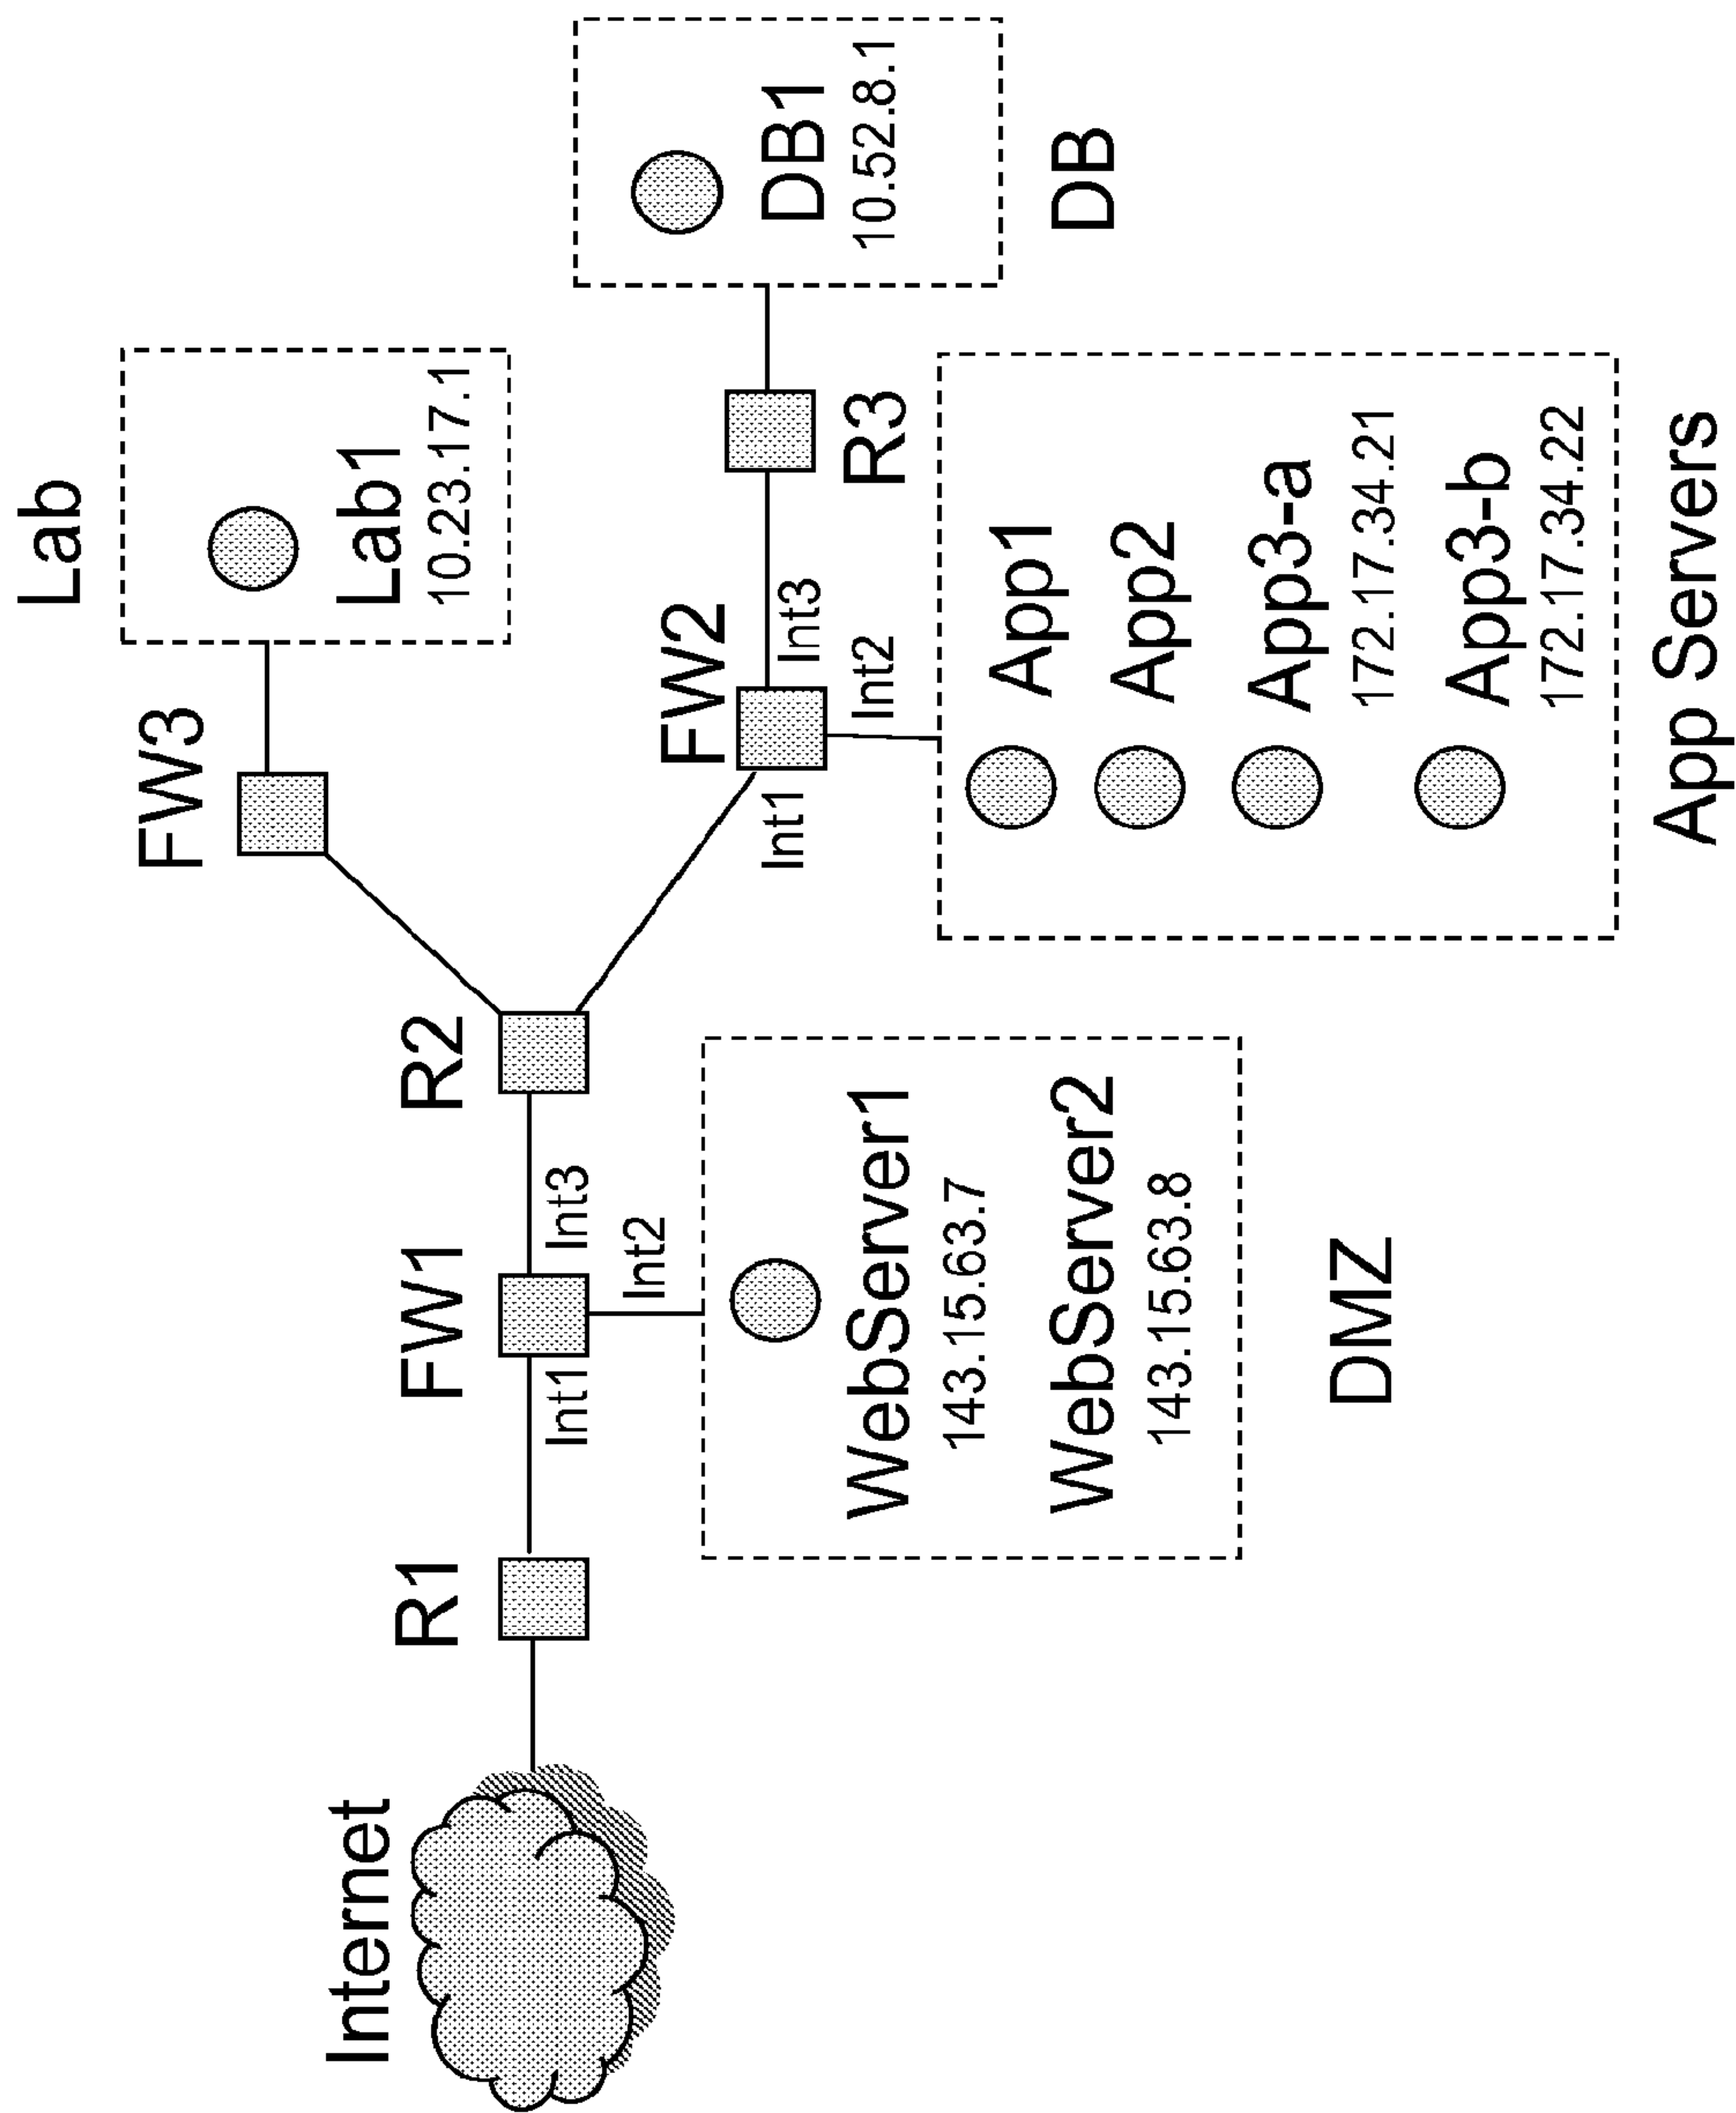 Internet
R1
FW1
Int1
Int3
Int2
WebServer1
143.15.63.7
WebServer2
143.15.63.8
DMZ
R2
FW3
Lab
Lab1
10.23.17.1
FW2
Int1
Int3
Int2
App1
App2
App3-a
172.17.34.21
App3-b
172.17.34.22
App Servers
R3
DB1
10.52.8.1
DB